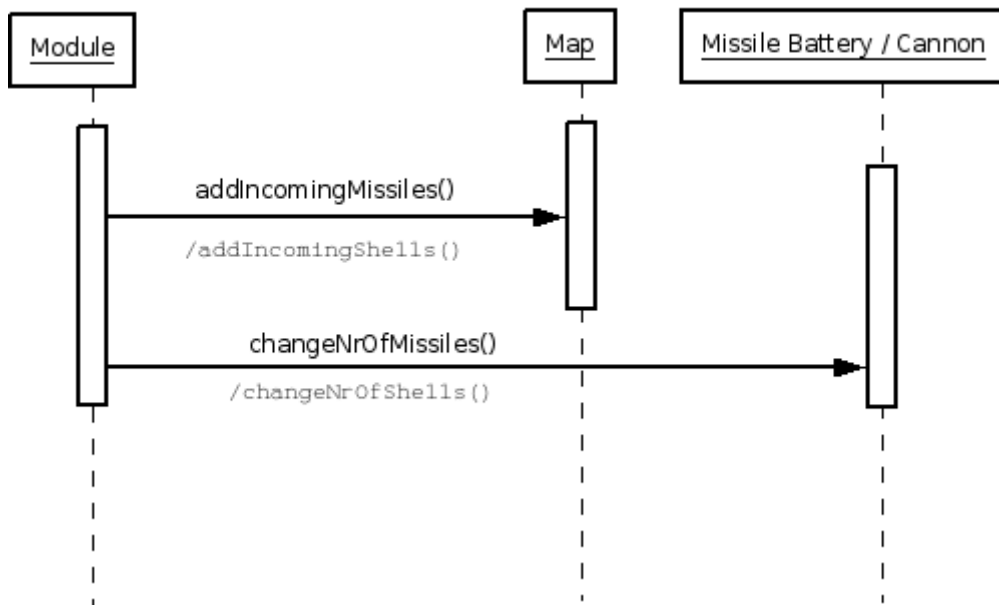 Module
Map
Missile Battery / Cannon
addIncomingMissiles()
/addIncomingShells()
changeNrOfMissiles()
/changeNrOfShells()